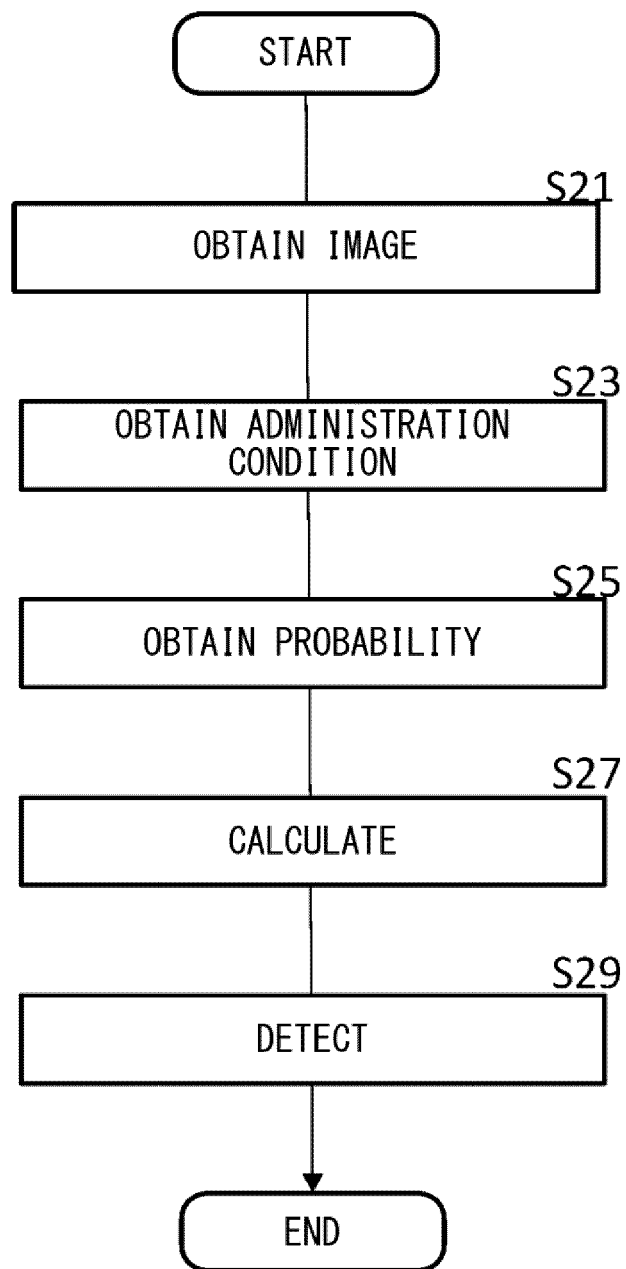 START
S21
OBTAIN IMAGE
S23
OBTAIN ADMINISTRATION
CONDITION
S25
OBTAIN PROBABILITY
S27
CALCULATE
S29
DETECT
END